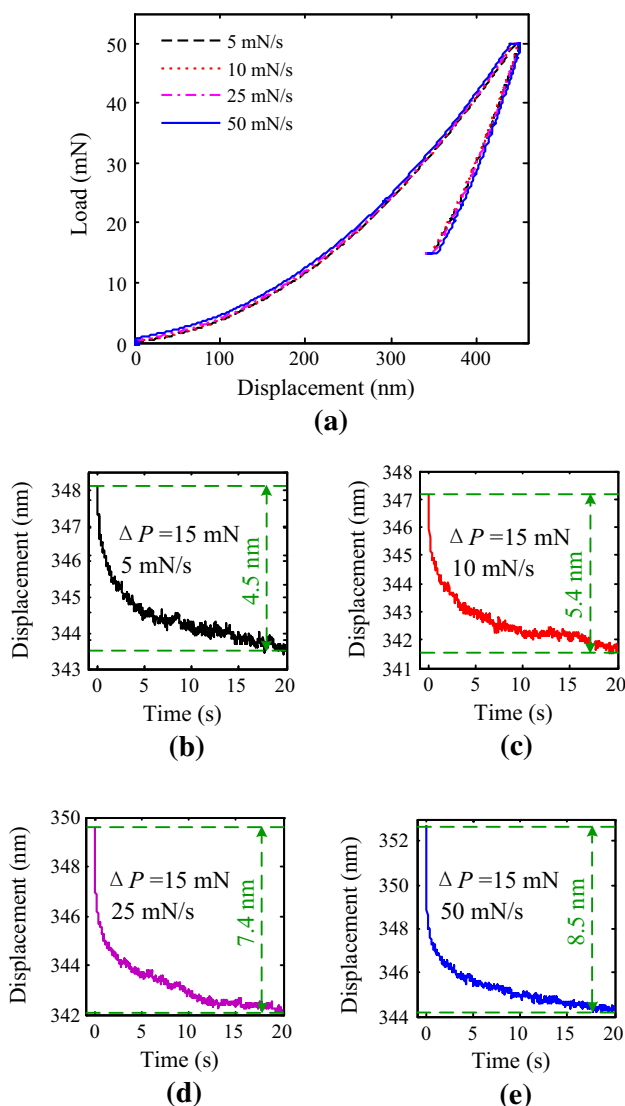 50
40
30
20
10
0
Load (mN)
5 mN/s
10 mN/s
25 mN/s
50 mN/s
0 100 200 300 400
Displacement (nm)
(a)
348
347
346
345
344
343
Displacement (nm)
Δ P =15 mN
5 mN/s
4.5 nm
0 5 10 15 20
Time (s)
(b)
348
347
346
345
344
343
342
341
Displacement (nm)
Δ P =15 mN
10 mN/s
5.4 nm
0 5 10 15 20
Time (s)
(c)
350
348
346
344
342
Displacement (nm)
Δ P =15 mN
25 mN/s
7.4 nm
0 5 10 15 20
Time (s)
(d)
352
350
348
346
344
Displacement (nm)
Δ P =15 mN
50 mN/s
8.5 nm
0 5 10 15 20
Time (s)
(e)